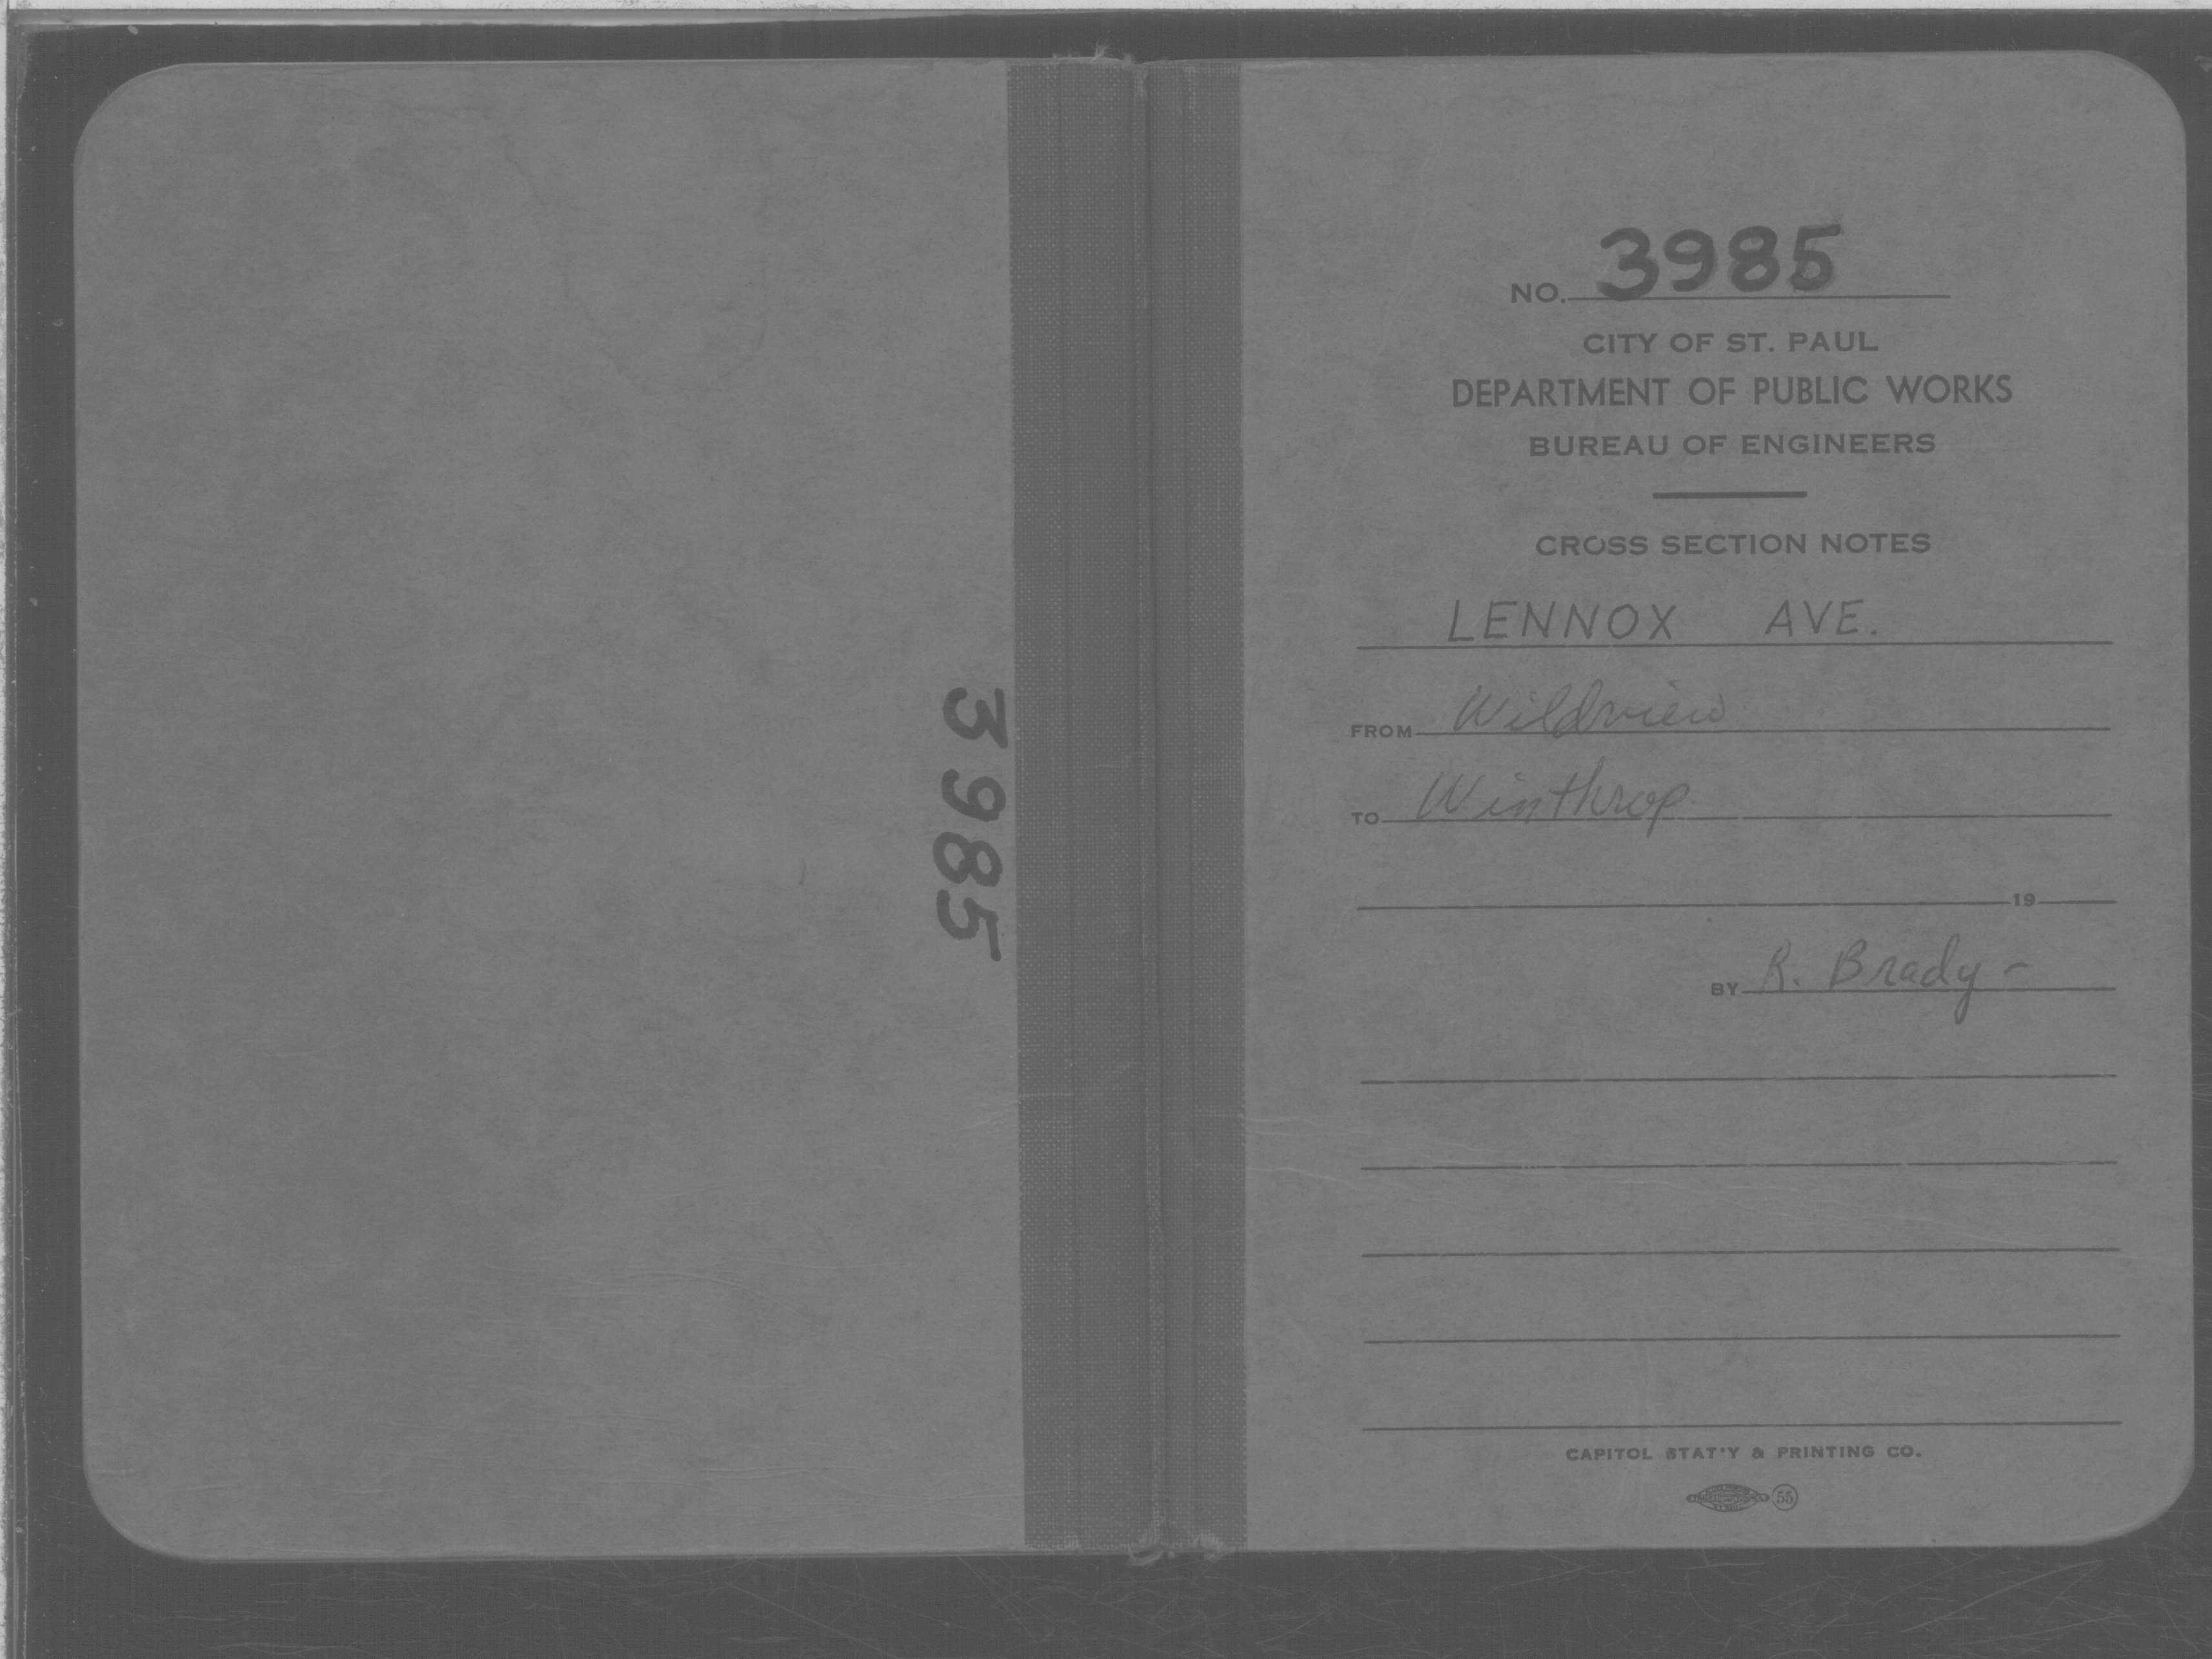 3985
NO. 3985
CITY OF ST. PAUL
DEPARTMENT OF PUBLIC WORKS
BUREAU OF ENGINEERS
CROSS SECTION NOTES
LENNOX AVE.
FROM Wildview
TO Winthrop
19
BY R. Brady -
CAPITOL STAT'Y & PRINTING CO.
55